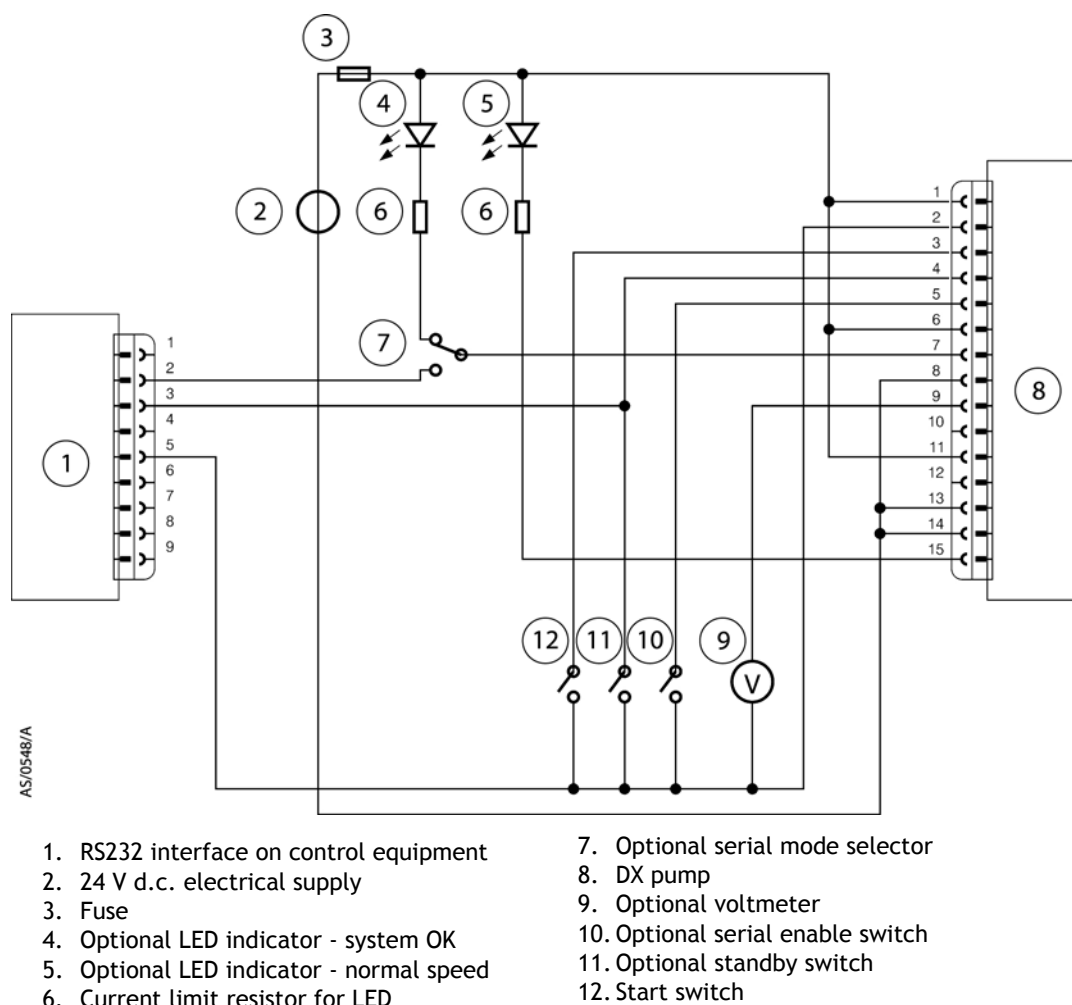 3
4
5
2
6
6
7
1
1
2
3
4
5
6
7
8
9
1
2
3
4
5
6
7
8
9
10
11
12
13
14
15
8
12
11
10
9
V
AS/0548/A
1. RS232 interface on control equipment
2. 24 V d.c. electrical supply
3. Fuse
4. Optional LED indicator - system OK
5. Optional LED indicator - normal speed
6. Current limit resistor for LED
7. Optional serial mode selector
8. DX pump
9. Optional voltmeter
10. Optional serial enable switch
11. Optional standby switch
12. Start switch